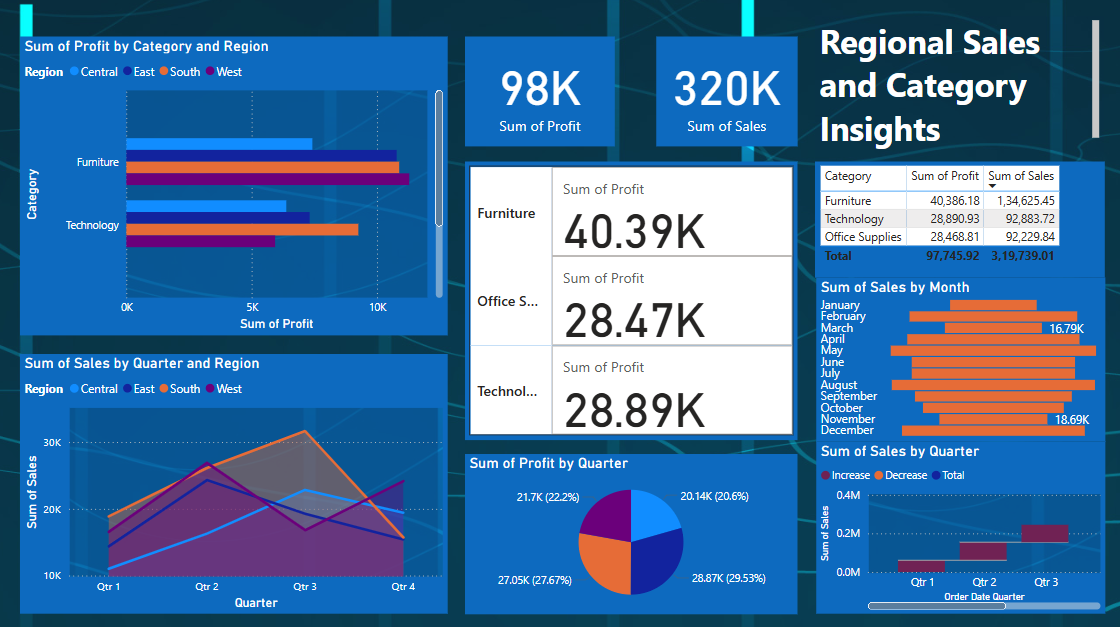 Sum of Profit by Category and Region
Region Central East South West
Category
Furniture
Technology
0K 5K 10K
Sum of Profit
98K
Sum of Profit
320K
Sum of Sales
Regional Sales
and Category
Insights
Furniture
Sum of Profit
40.39K
Office S...
Sum of Profit
28.47K
Technol...
Sum of Profit
28.89K
Category Sum of Profit Sum of Sales
Furniture 40,386.18 1,34,625.45
Technology 28,890.93 92,883.72
Office Supplies 28,468.81 92,229.84
Total 97,745.92 3,19,739.01
Sum of Sales by Month
January
February
March 16.79K
April
May
June
July
August
September
October
November 18.69K
December
Sum of Sales by Quarter and Region
Region Central East South West
Sum of Sales
30K
20K
10K
Qtr 1 Qtr 2 Qtr 3 Qtr 4
Quarter
Sum of Profit by Quarter
21.7K (22.2%)
20.14K (20.6%)
27.05K (27.67%)
28.87K (29.53%)
Sum of Sales by Quarter
Increase Decrease Total
Sum of Sales
0.4M
0.2M
0.0M
Qtr 1 Qtr 2 Qtr 3
Order Date Quarter